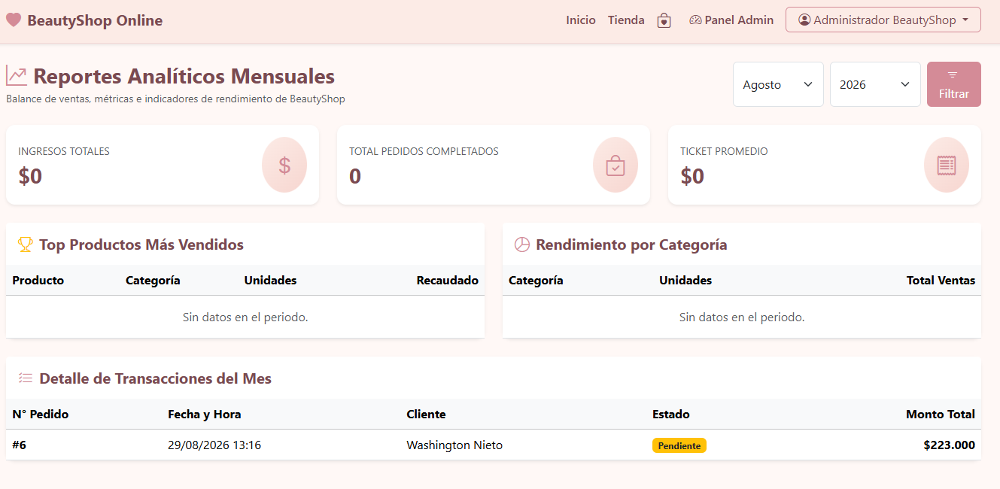 BeautyShop Online
Inicio Tienda Panel Admin Administrador BeautyShop
Reportes Analíticos Mensuales
Balance de ventas, métricas e indicadores de rendimiento de BeautyShop
Agosto 2026 Filtrar
INGRESOS TOTALES
$0
$
TOTAL PEDIDOS COMPLETADOS
0
TICKET PROMEDIO
$0
Top Productos Más Vendidos
Producto Categoría Unidades Recaudado
Sin datos en el periodo.
Rendimiento por Categoría
Categoría Unidades Total Ventas
Sin datos en el periodo.
Detalle de Transacciones del Mes
N° Pedido Fecha y Hora Cliente Estado Monto Total
#6 29/08/2026 13:16 Washington Nieto Pendiente $223.000